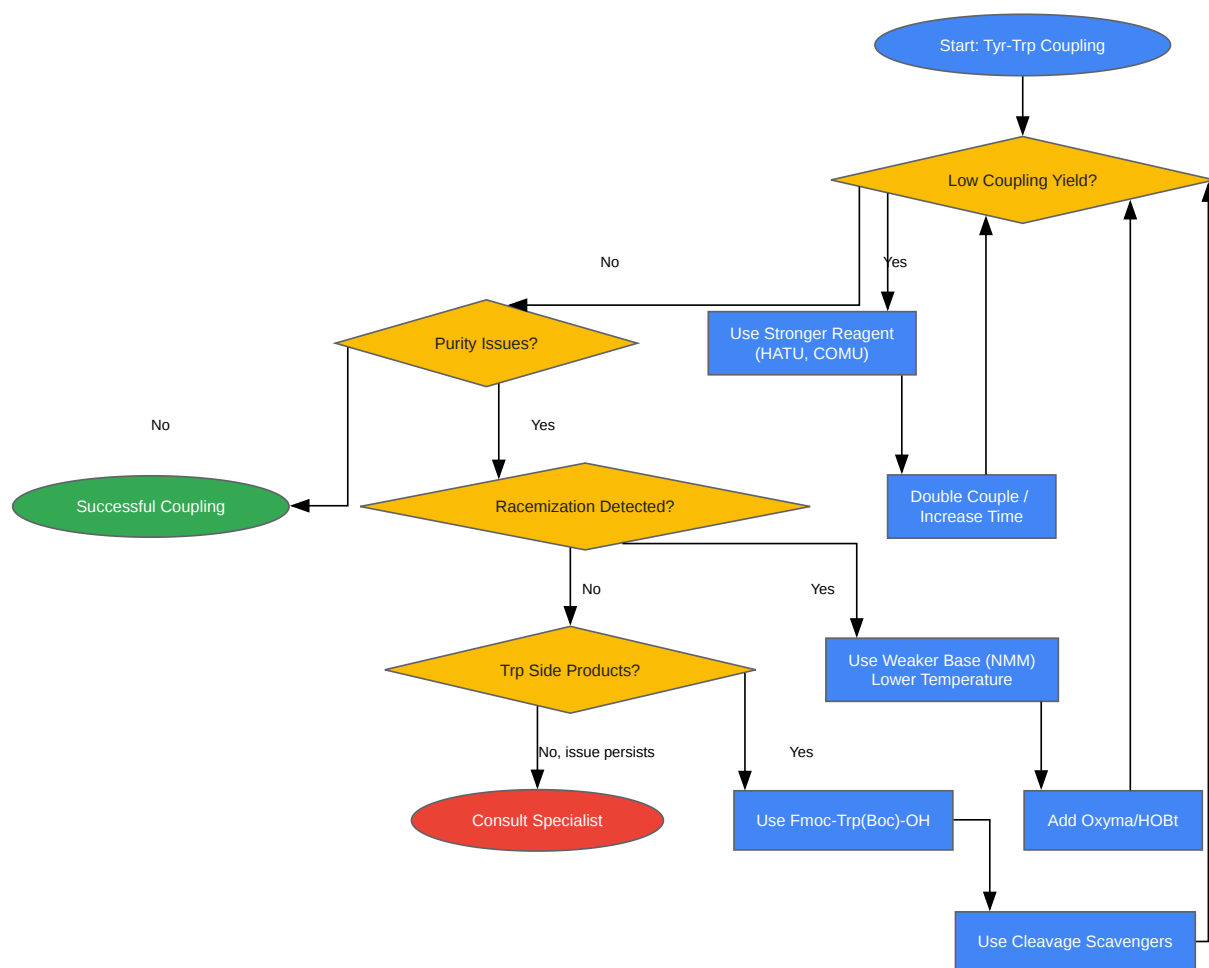 Start: Tyr-Trp Coupling
Low Coupling Yield?
No
Yes
Use Stronger Reagent
(HATU, COMU)
Purity Issues?
No
Yes
Successful Coupling
Racemization Detected?
Double Couple /
Increase Time
No
Yes
Use Weaker Base (NMM)
Lower Temperature
Trp Side Products?
No, issue persists
Yes
Consult Specialist
Use Fmoc-Trp(Boc)-OH
Add Oxyma/HOBt
Use Cleavage Scavengers